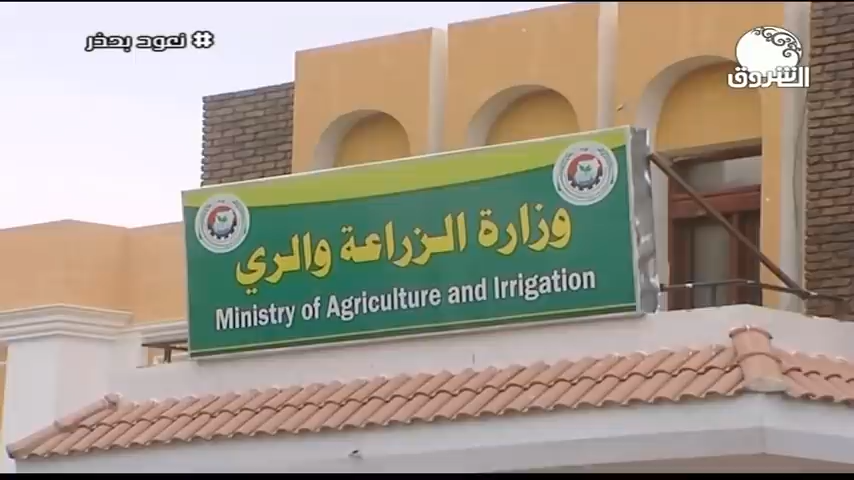 # نعود بحذر
الشروق
وزارة الزراعة والري
Ministry of Agriculture and Irrigation